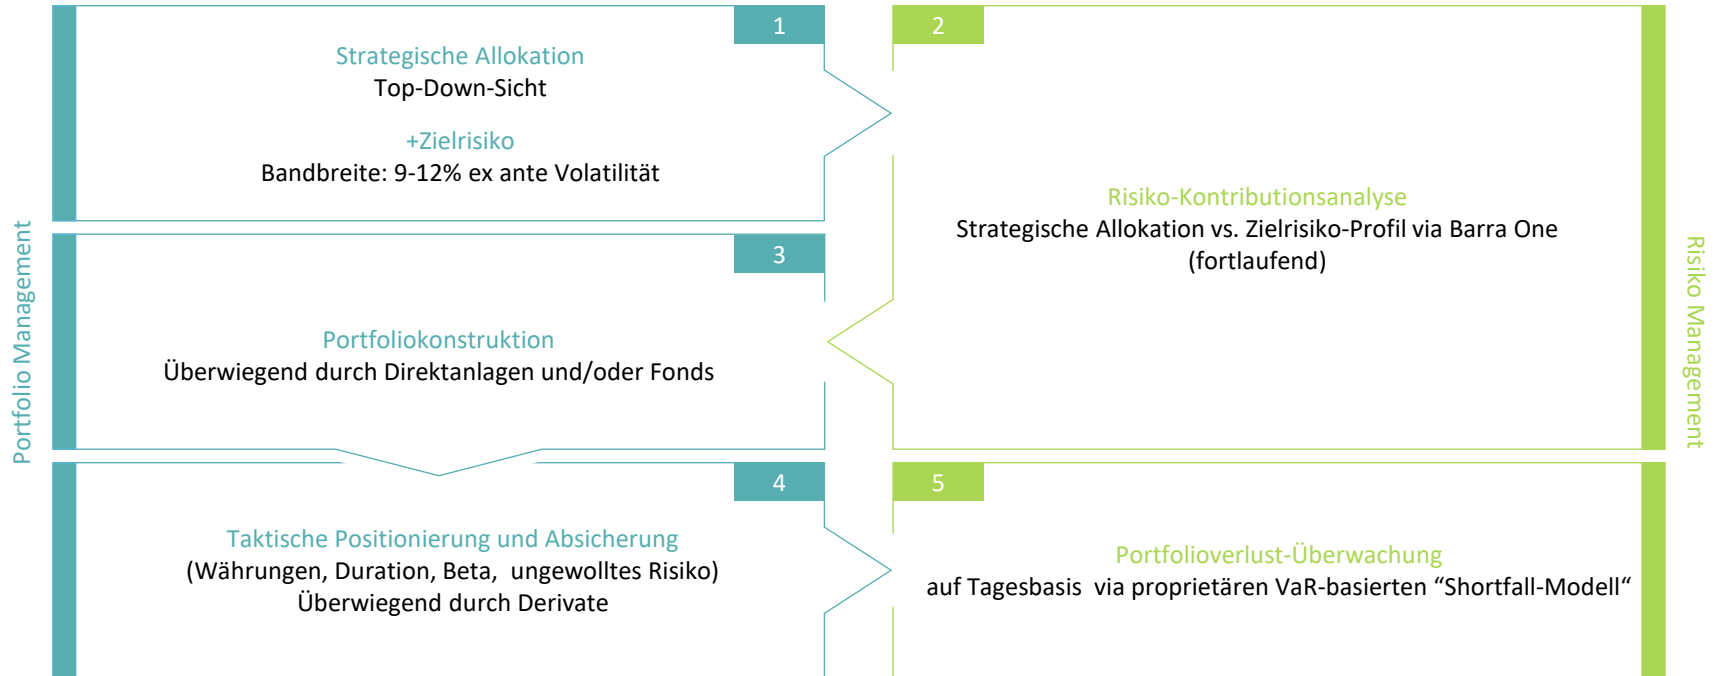 Portfolio Management
1
Strategische Allokation
Top-Down-Sicht
+Zielrisiko
Bandbreite: 9-12% ex ante Volatilität
2
Risiko-Kontributionsanalyse
Strategische Allokation vs. Zielrisiko-Profil via Barra One
(fortlaufend)
3
Portfoliokonstruktion
Überwiegend durch Direktanlagen und/oder Fonds
4
Taktische Positionierung und Absicherung
(Währungen, Duration, Beta,  ungewolltes Risiko)
Überwiegend durch Derivate
5
Portfolioverlust-Überwachung
auf Tagesbasis  via proprietären VaR-basierten “Shortfall-Modell“
Risiko Management